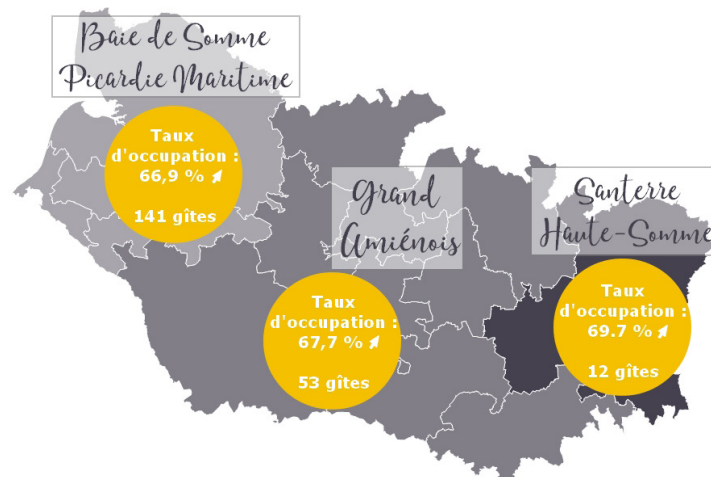 Baie de Somme
Picardie Maritime
Taux
d'occupation :
66,9 %
141 gîtes
Grand
Amiénois
Taux
d'occupation :
67,7 %
53 gîtes
Santerre
Haute-Somme
Taux
d'occupation :
69.7 %
12 gîtes